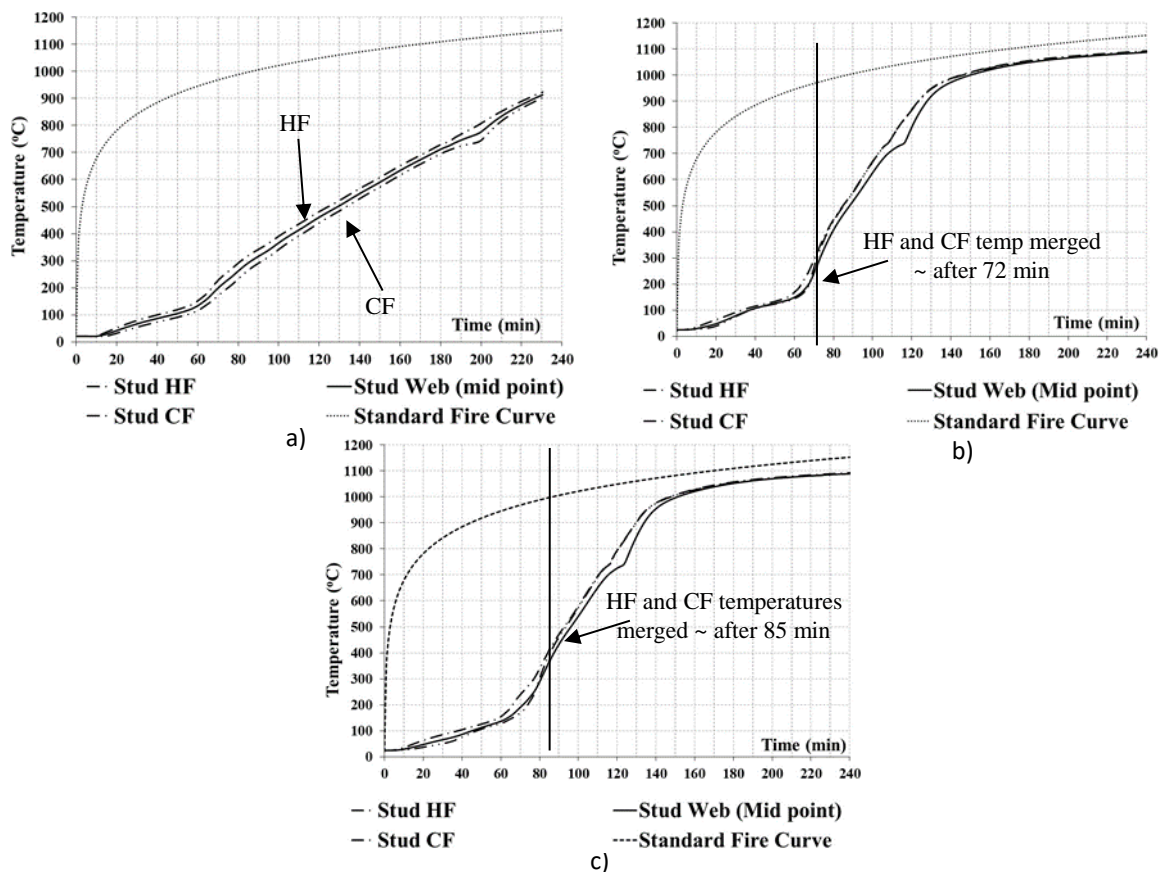 1200
1100
1000
900
800
700
600
500
400
300
200
100
0
Temperature (ºC)
HF
CF
Time (min)
0 20 40 60 80 100 120 140 160 180 200 220 240
Stud HF
Stud Web (mid point)
Stud CF
Standard Fire Curve
a)
1200
1100
1000
900
800
700
600
500
400
300
200
100
0
Temperature (ºC)
HF and CF temp merged
~ after 72 min
Time (min)
0 20 40 60 80 100 120 140 160 180 200 220 240
Stud HF
Stud Web (Mid point)
Stud CF
Standard Fire Curve
b)
1200
1100
1000
900
800
700
600
500
400
300
200
100
0
Temperature (ºC)
HF and CF temperatures
merged ~ after 85 min
Time (min)
0 20 40 60 80 100 120 140 160 180 200 220 240
Stud HF
Stud Web (Mid point)
Stud CF
Standard Fire Curve
c)